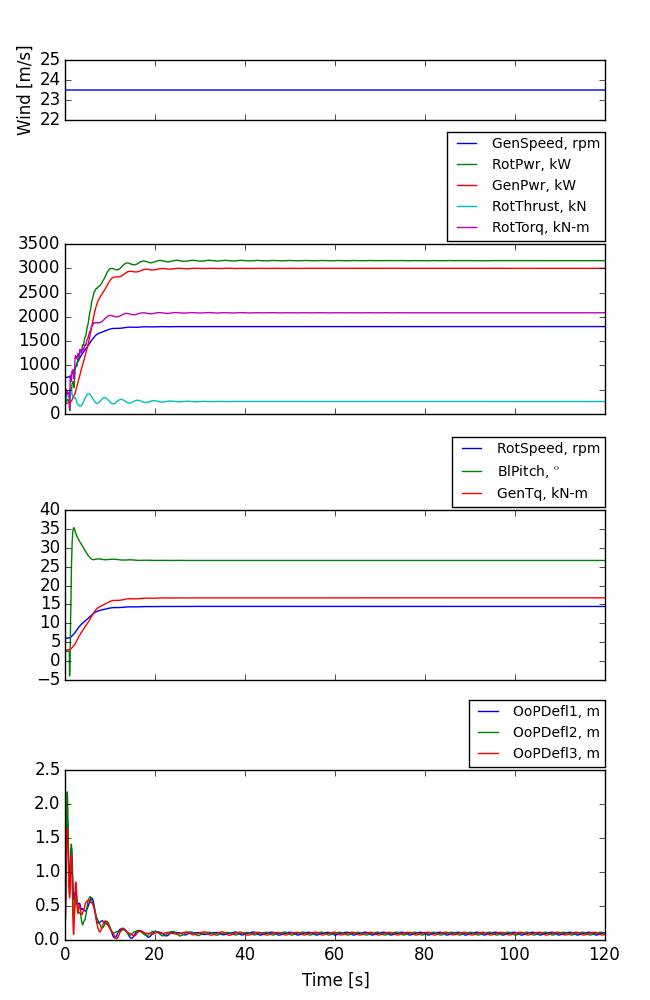 Wind [m/s]
25
24
23
22
GenSpeed, rpm
RotPwr, kW
GenPwr, kW
RotThrust, kN
RotTorq, kN-m
3500
3000
2500
2000
1500
1000
500
0
RotSpeed, rpm
BlPitch, °
GenTq, kN-m
40
35
30
25
20
15
10
5
0
−5
OoPDefl1, m
OoPDefl2, m
OoPDefl3, m
2.5
2.0
1.5
1.0
0.5
0.0
0 20 40 60 80 100 120
Time [s]